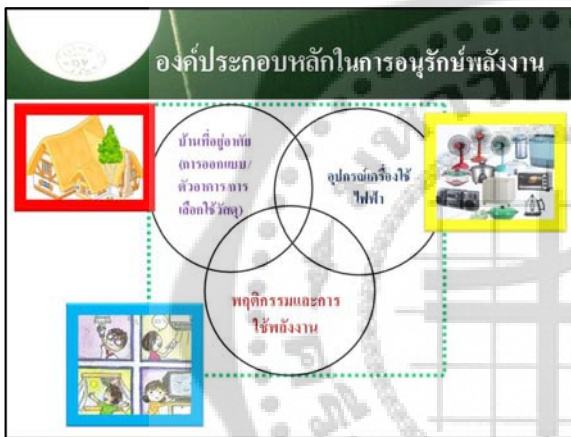 องค์ประกอบหลักในการอนุรักษ์พลังงาน
บ้านที่อยู่อาศัย
(การออกแบบ/
ตัวอาคาร/การ
เลือกใช้วัสดุ)
อุปกรณ์เครื่องใช้
ไฟฟ้า
พฤติกรรมและการ
ใช้พลังงาน